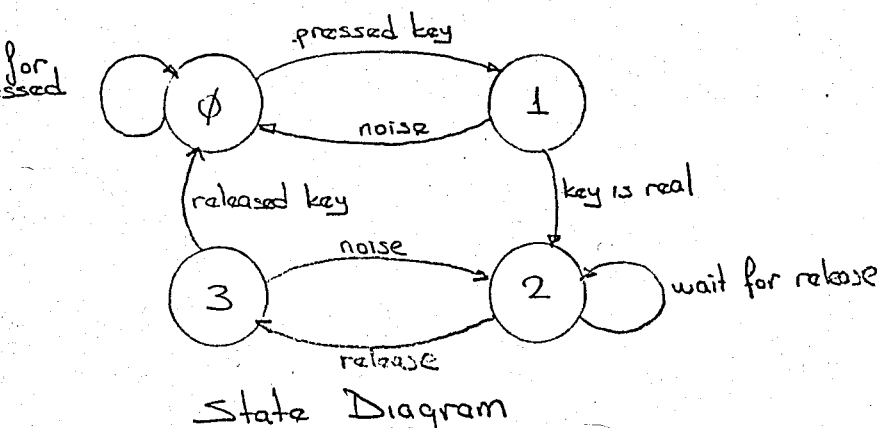 pressed key
for
ssed
0
1
noise
released key
key is real
noise
3
2
wait for release
release
State Diagram